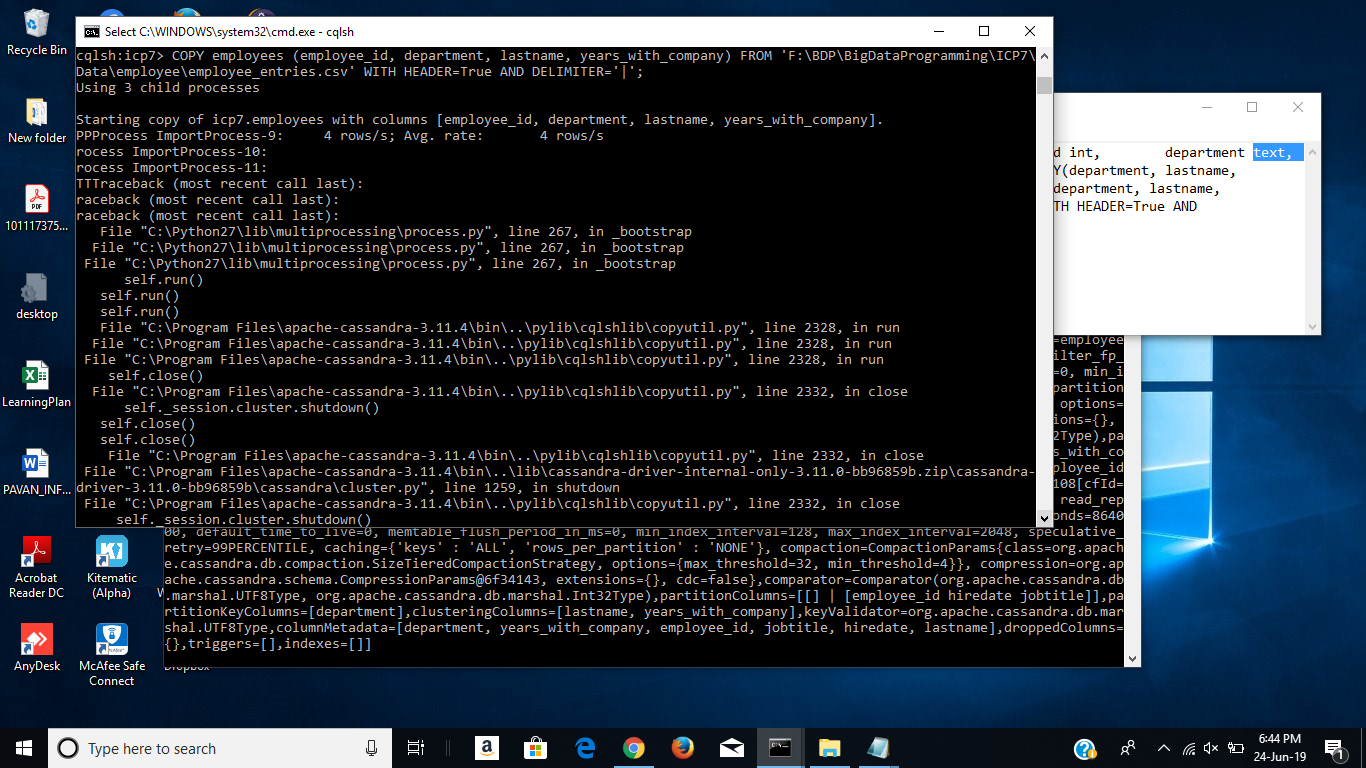 Recycle Bin
New folder
PDF
101117375...
desktop
LearningPlan
PAVAN_INF...
Acrobat
Reader DC
Kitematic
(Alpha)
AnyDesk
McAfee Safe
Connect
Select C:\WINDOWS\system32\cmd.exe - cqlsh
cqlsh:icp7> COPY employees (employee_id, department, lastname, years_with_company) FROM 'F:\BDP\BigDataProgramming\ICP7\
Data\employee\employee_entries.csv' WITH HEADER=True AND DELIMITER='|';
Using 3 child processes
Starting copy of icp7.employees with columns [employee_id, department, lastname, years_with_company].
PPProcess ImportProcess-9:     4 rows/s; Avg. rate:       4 rows/s
rocess ImportProcess-10:
rocess ImportProcess-11:
TTTraceback (most recent call last):
raceback (most recent call last):
raceback (most recent call last):
   File "C:\Python27\lib\multiprocessing\process.py", line 267, in _bootstrap
  File "C:\Python27\lib\multiprocessing\process.py", line 267, in _bootstrap
 File "C:\Python27\lib\multiprocessing\process.py", line 267, in _bootstrap
      self.run()
   self.run()
   self.run()
   File "C:\Program Files\apache-cassandra-3.11.4\bin\..\pylib\cqlshlib\copyutil.py", line 2328, in run
  File "C:\Program Files\apache-cassandra-3.11.4\bin\..\pylib\cqlshlib\copyutil.py", line 2328, in run
 File "C:\Program Files\apache-cassandra-3.11.4\bin\..\pylib\cqlshlib\copyutil.py", line 2328, in run
    self.close()
  File "C:\Program Files\apache-cassandra-3.11.4\bin\..\pylib\cqlshlib\copyutil.py", line 2332, in close
      self._session.cluster.shutdown()
   self.close()
   self.close()
    File "C:\Program Files\apache-cassandra-3.11.4\bin\..\pylib\cqlshlib\copyutil.py", line 2332, in close
 File "C:\Program Files\apache-cassandra-3.11.4\bin\..\lib\cassandra-driver-internal-only-3.11.0-bb96859b.zip\cassandra-
driver-3.11.0-bb96859b\cassandra\cluster.py", line 1259, in shutdown
 File "C:\Program Files\apache-cassandra-3.11.4\bin\..\pylib\cqlshlib\copyutil.py", line 2332, in close
     self._session.cluster.shutdown()
d int,        department text,
Y(department, lastname,
department, lastname,
TH HEADER=True AND
=employee
ilter_fp_
=0, min_i
partition
options=
ions={},
2Type),pa
s_with_co
ployee_id
108[cfId=
read_rep
onds=8640
00, default_time_to_live=0, memtable_flush_period_in_ms=0, min_index_interval=128, max_index_interval=2048, speculative_
retry=99PERCENTILE, caching={'keys' : 'ALL', 'rows_per_partition' : 'NONE'}, compaction=CompactionParams{class=org.apach
e.cassandra.db.compaction.SizeTieredCompactionStrategy, options={max_threshold=32, min_threshold=4}}, compression=org.ap
ache.cassandra.schema.CompressionParams@6f34143, extensions={}, cdc=false},comparator=comparator(org.apache.cassandra.db
.marshal.UTF8Type, org.apache.cassandra.db.marshal.Int32Type),partitionColumns=[[] | [employee_id hiredate jobtitle]],pa
rtitionKeyColumns=[department],clusteringColumns=[lastname, years_with_company],keyValidator=org.apache.cassandra.db.mar
shal.UTF8Type,columnMetadata=[department, years_with_company, employee_id, jobtitle, hiredate, lastname],droppedColumns=
{},triggers=[],indexes=[]]
Type here to search
6:44 PM
24-Jun-19
1